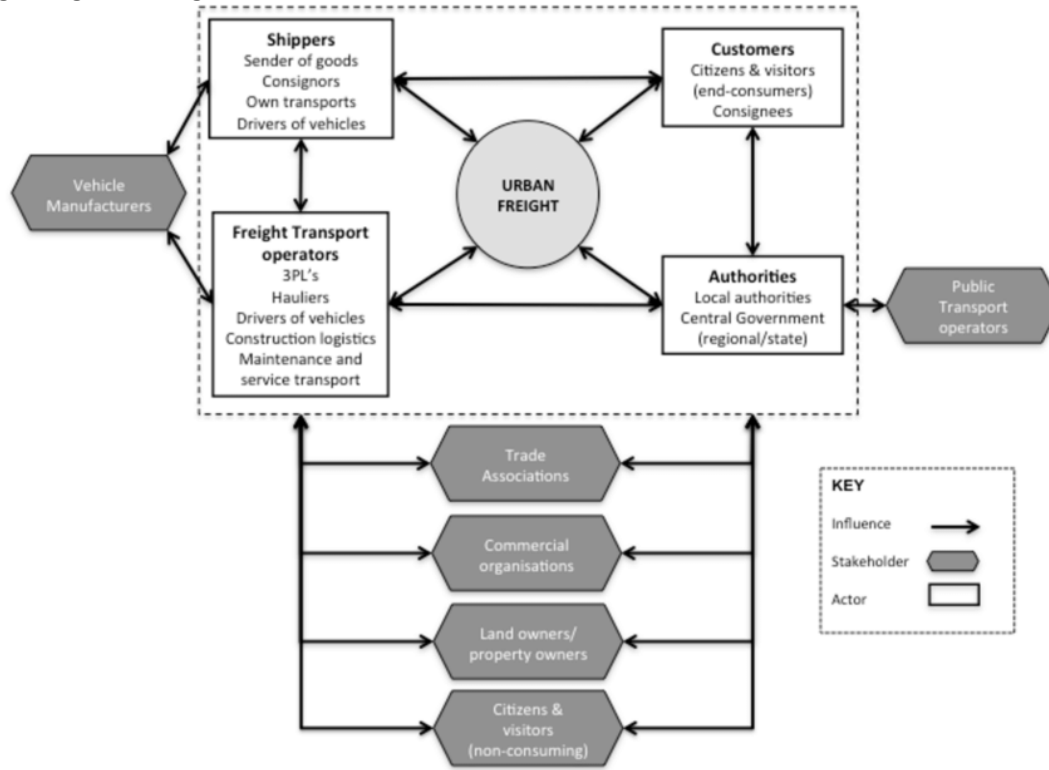 Shippers
Sender of goods
Consignors
Own transports
Drivers of vehicles
Customers
Citizens & visitors
(end-consumers)
Consignees
Vehicle
Manufacturers
URBAN
FREIGHT
Freight Transport
operators
3PL's
Hauliers
Drivers of vehicles
Construction logistics
Maintenance and
service transport
Authorities
Local authorities
Central Government
(regional/state)
Public
Transport
operators
Trade
Associations
Commercial
organisations
Land owners/
property owners
Citizens &
visitors
(non-consuming)
KEY
Influence
Stakeholder
Actor